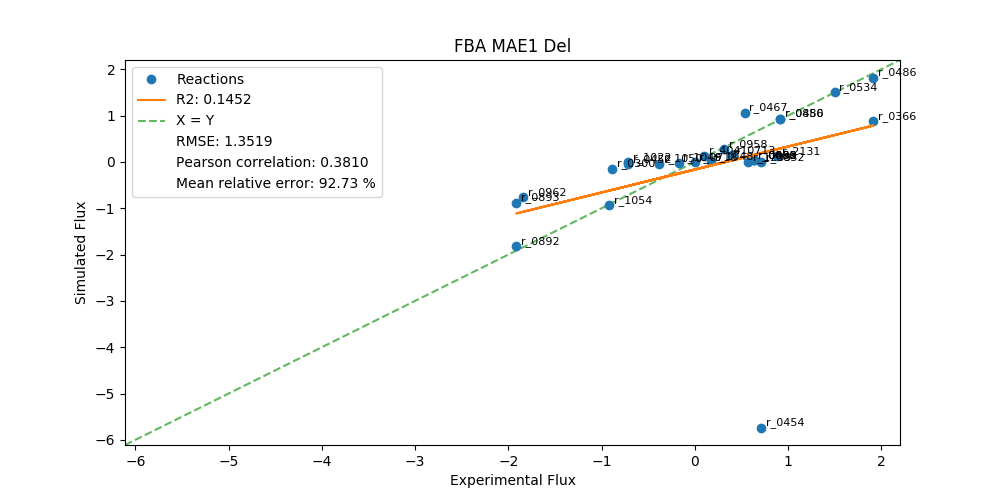 FBA MAE1 Del
Reactions
R2: 0.1452
X = Y
RMSE: 1.3519
Pearson correlation: 0.3810
Mean relative error: 92.73 %
r_0486
r_0534
r_0467
r_0366
r_0958
r_2131
r_1022
r_0962
r_0893
r_1054
r_0892
r_0454
2
1
0
−1
−2
−3
−4
−5
−6
Simulated Flux
−6
−5
−4
−3
−2
−1
0
1
2
Experimental Flux